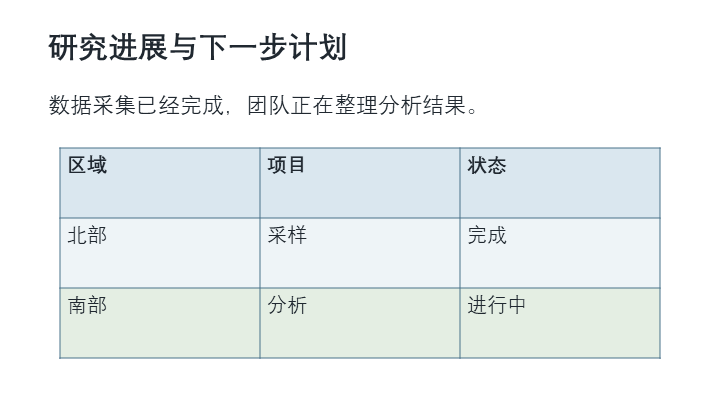 研究进展与下一步计划
数据采集已经完成，团队正在整理分析结果。
区域 项目 状态
北部 采样 完成
南部 分析 进行中